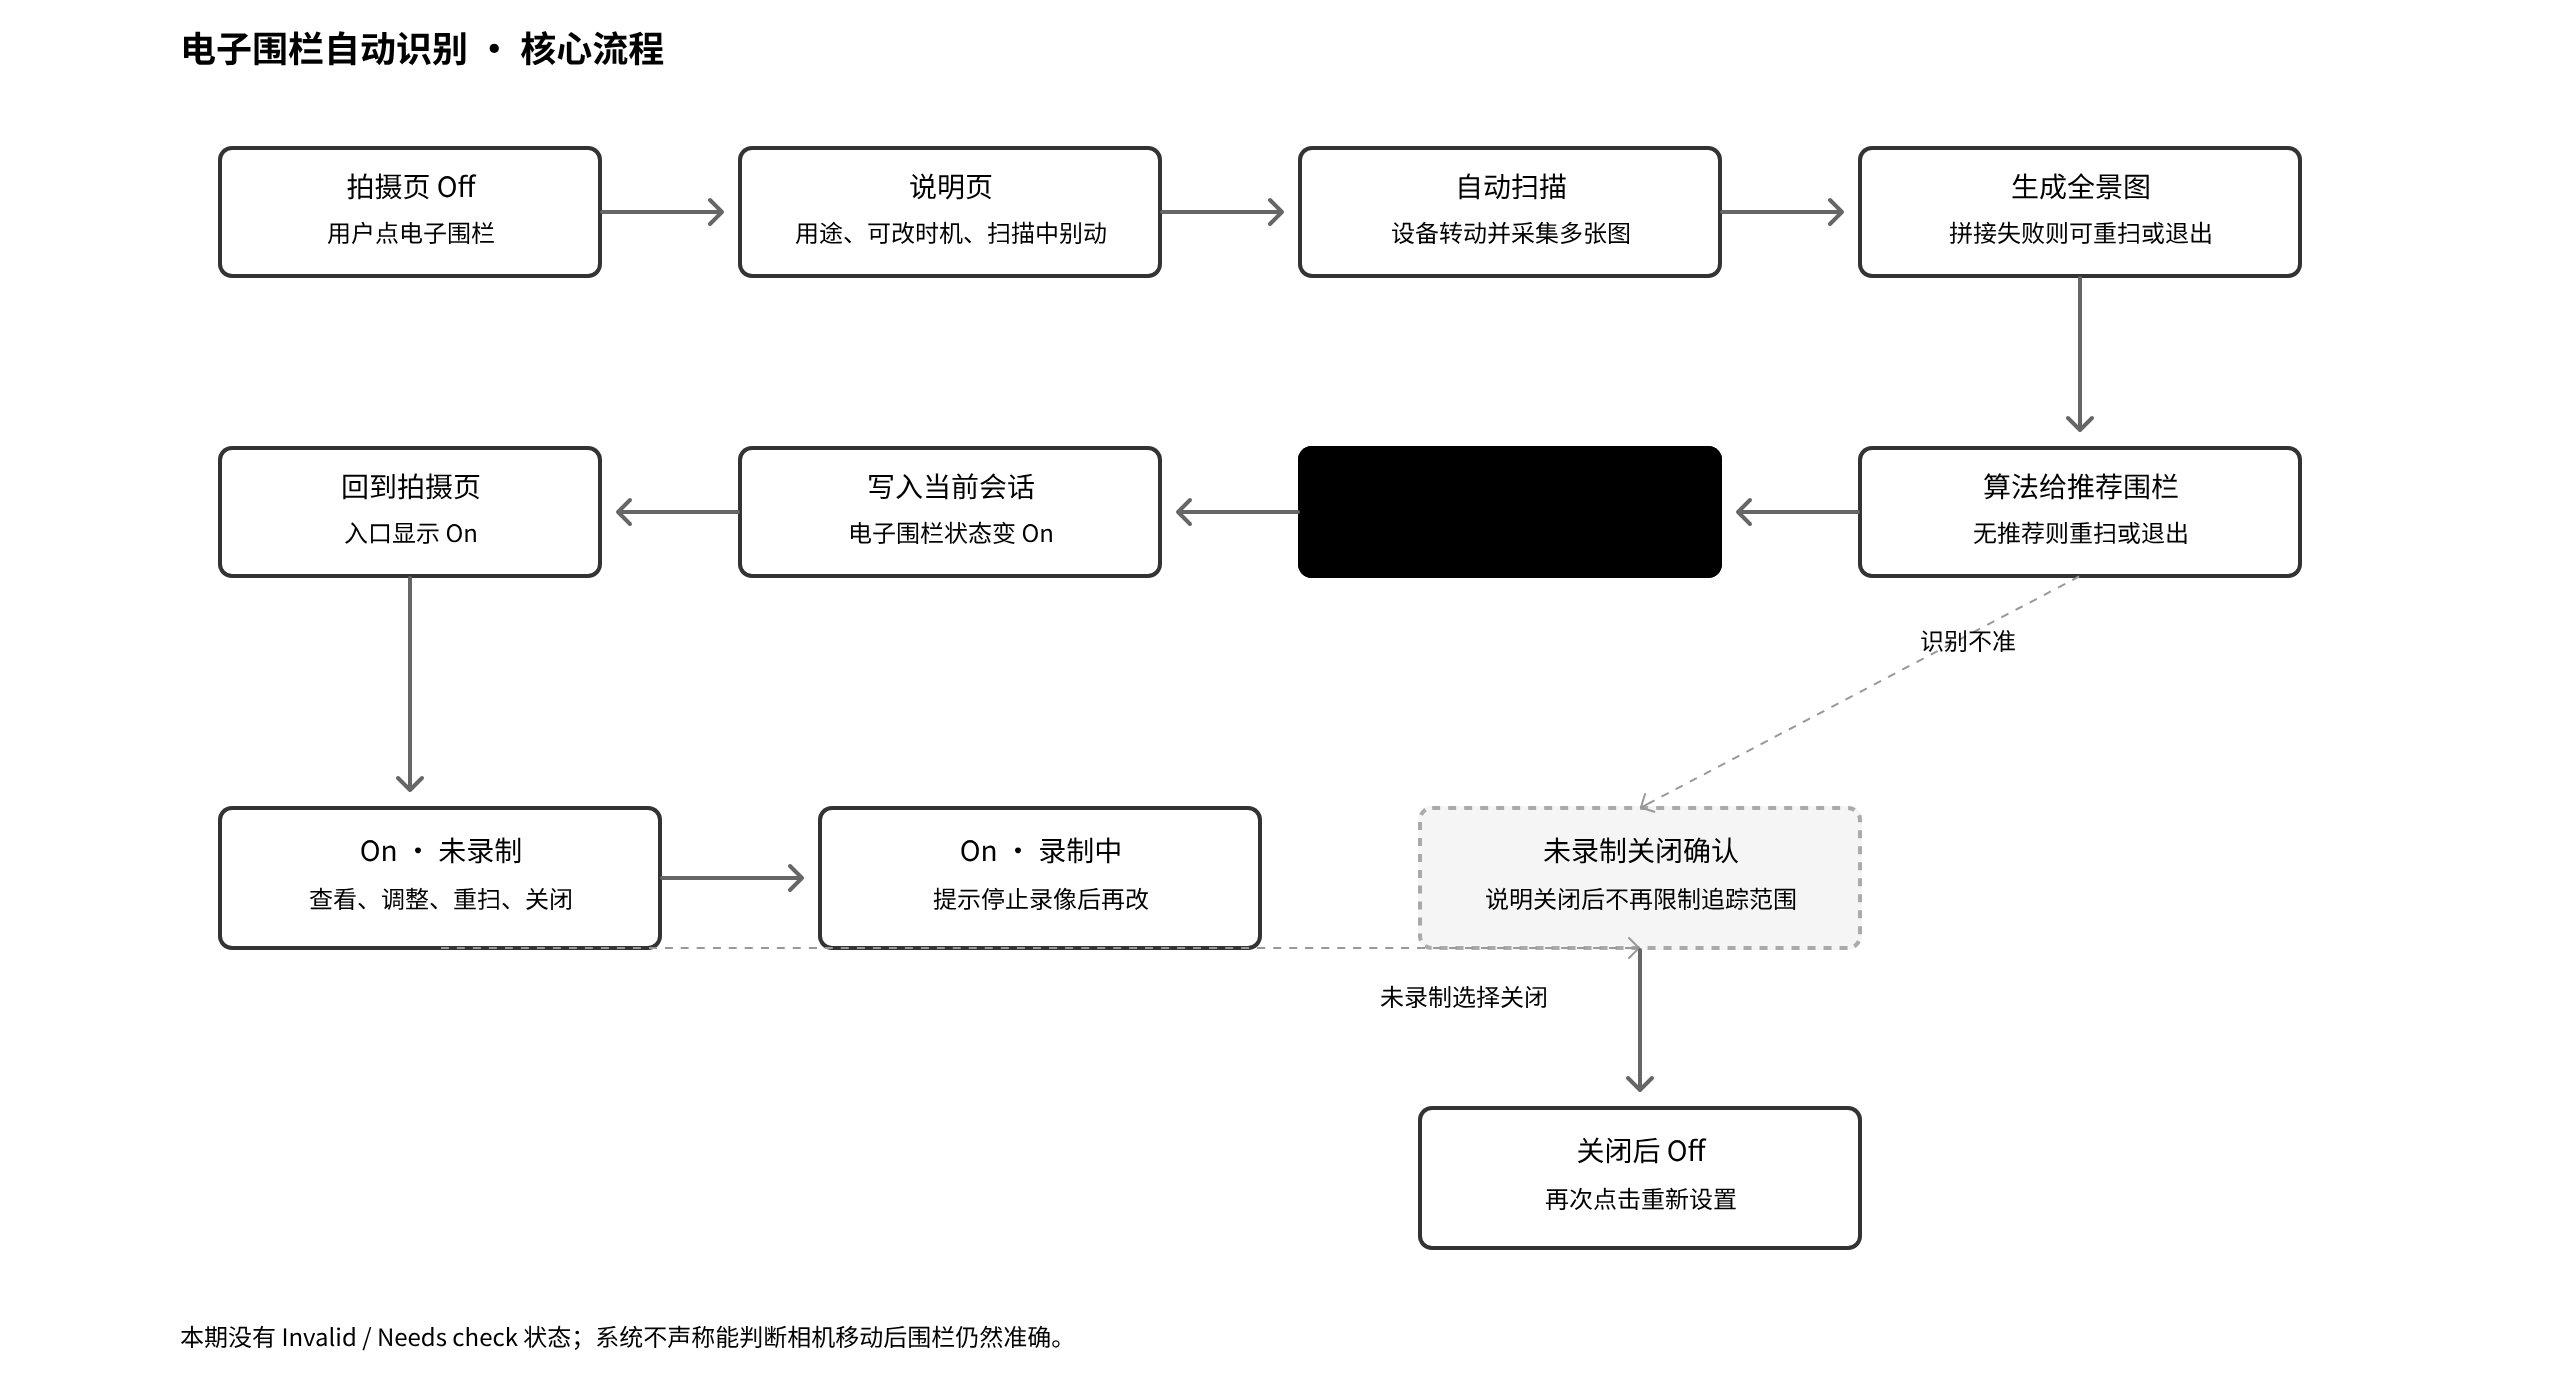 电子围栏自动识别 · 核心流程
拍摄页 Off
用户点电子围栏
说明页
用途、可改时机、扫描中别动
自动扫描
设备转动并采集多张图
生成全景图
拼接失败则可重扫或退出
回到拍摄页
入口显示 On
写入当前会话
电子围栏状态变 On
算法给推荐围栏
无推荐则重扫或退出
识别不准
On · 未录制
查看、调整、重扫、关闭
On · 录制中
提示停止录像后再改
未录制关闭确认
说明关闭后不再限制追踪范围
未录制选择关闭
关闭后 Off
再次点击重新设置
本期没有 Invalid / Needs check 状态；系统不声称能判断相机移动后围栏仍然准确。